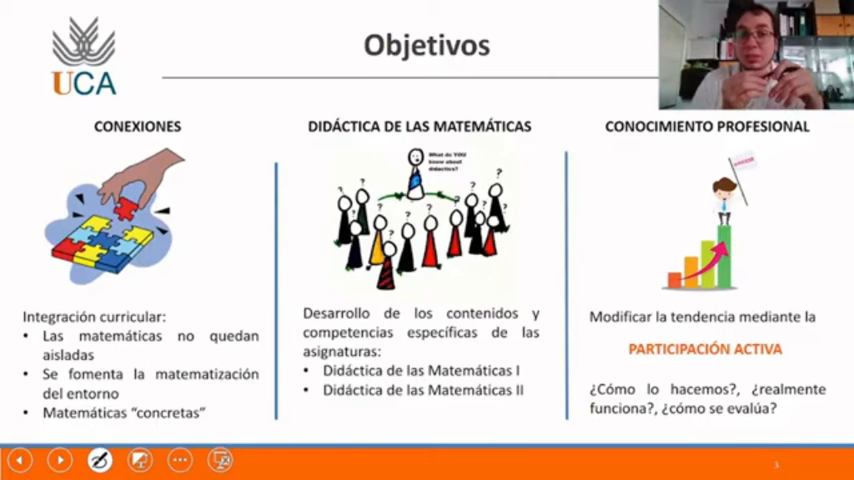 UCA
Objetivos
CONEXIONES
Integración curricular:
• Las matemáticas no quedan
aisladas
• Se fomenta la matematización
del entorno
• Matemáticas “concretas”
DIDÁCTICA DE LAS MATEMÁTICAS
What do YOU
know about
didactics?
? ? ? ? ? ? ? ?
Desarrollo de los contenidos y
competencias específicas de las
asignaturas:
• Didáctica de las Matemáticas I
• Didáctica de las Matemáticas II
CONOCIMIENTO PROFESIONAL
Modificar la tendencia mediante la
PARTICIPACIÓN ACTIVA
¿Cómo lo hacemos?, ¿realmente
funciona?, ¿cómo se evalúa?
3